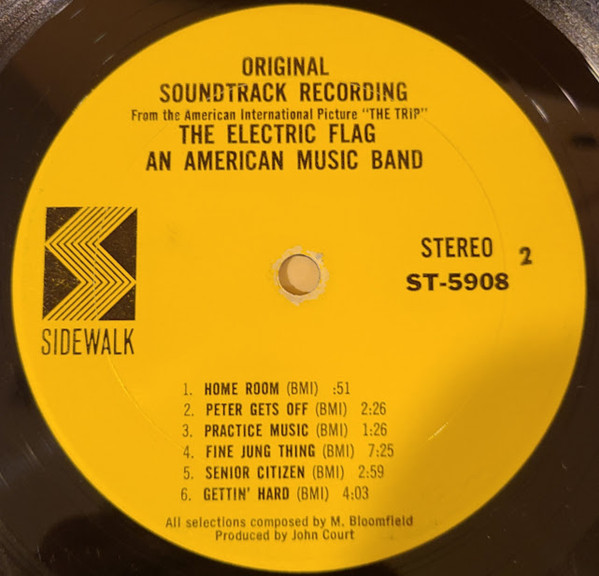 ORIGINAL
SOUNDTRACK RECORDING
From the American International Picture "THE TRIP"
THE ELECTRIC FLAG
AN AMERICAN MUSIC BAND
STEREO 2
ST-5908
SIDEWALK
1. HOME ROOM (BMI) :51
2. PETER GETS OFF (BMI) 2:26
3. PRACTICE MUSIC (BMI) 1:26
4. FINE JUNG THING (BMI) 7:25
5. SENIOR CITIZEN (BMI) 2:59
6. GETTIN' HARD (BMI) 4:03
All selections composed by M. Bloomfield
Produced by John Court